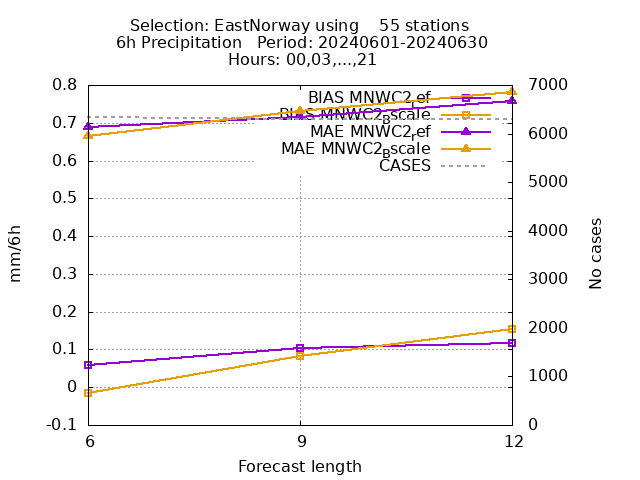 Selection: EastNorway using    55 stations
6h Precipitation   Period: 20240601-20240630
Hours: 00,03,...,21
BIAS MNWC2_ref
BIAS MNWC2_Bscale
MAE MNWC2_ref
MAE MNWC2_Bscale
CASES
0.8
0.7
0.6
0.5
0.4
0.3
0.2
0.1
0
-0.1
7000
6000
5000
4000
3000
2000
1000
0
mm/6h
No cases
6
9
12
Forecast length